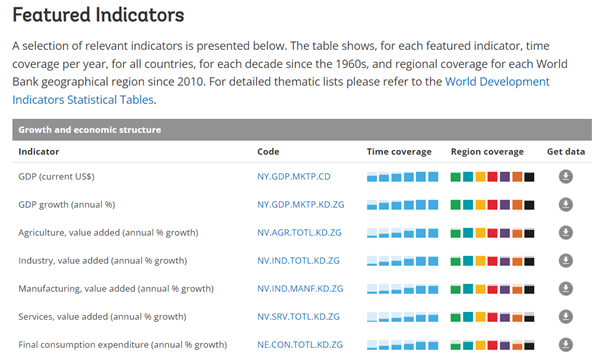 Featured Indicators
A selection of relevant indicators is presented below. The table shows, for each featured indicator, time
coverage per year, for all countries, for each decade since the 1960s, and regional coverage for each World
Bank geographical region since 2010. For detailed thematic lists please refer to the World Development
Indicators Statistical Tables.
Growth and economic structure
Indicator Code Time coverage Region coverage Get data
GDP (current US$) NY.GDP.MKTP.CD
GDP growth (annual %) NY.GDP.MKTP.KD.ZG
Agriculture, value added (annual % growth) NV.AGR.TOTL.KD.ZG
Industry, value added (annual % growth) NV.IND.TOTL.KD.ZG
Manufacturing, value added (annual % growth) NV.IND.MANF.KD.ZG
Services, value added (annual % growth) NV.SRV.TOTL.KD.ZG
Final consumption expenditure (annual % growth) NE.CON.TOTL.KD.ZG